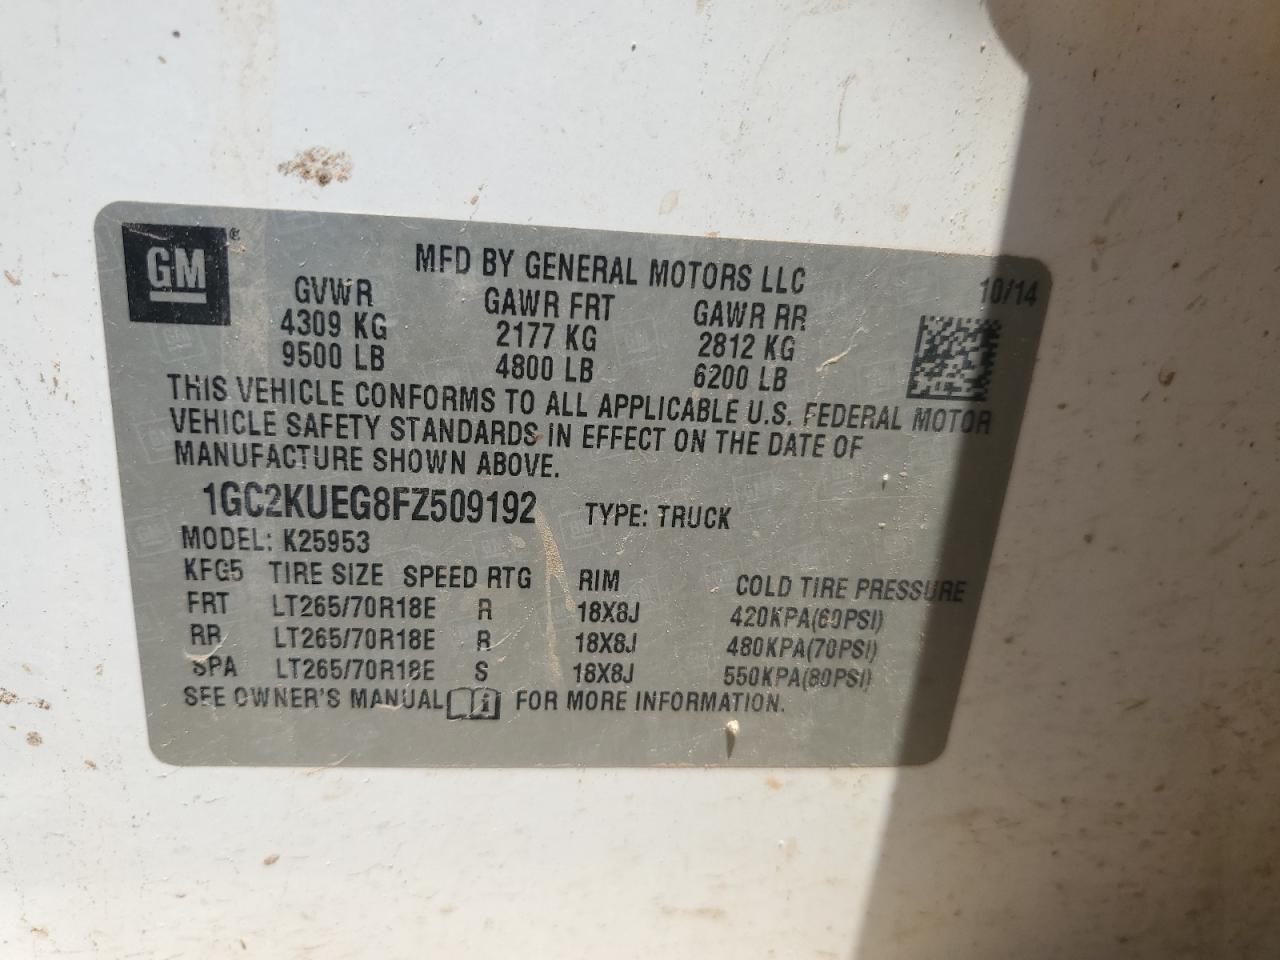 GM®
MFD BY GENERAL MOTORS LLC
10/14
GVWR GAWR FRT GAWR RR
4309 KG 2177 KG 2812 KG
9500 LB 4800 LB 6200 LB
THIS VEHICLE CONFORMS TO ALL APPLICABLE U.S. FEDERAL MOTOR
VEHICLE SAFETY STANDARDS IN EFFECT ON THE DATE OF
MANUFACTURE SHOWN ABOVE.
1GC2KUEG8FZ509192 TYPE: TRUCK
MODEL: K25953
KFG5 TIRE SIZE SPEED RTG RIM COLD TIRE PRESSURE
FRT LT265/70R18E R 18X8J 420KPA(60PSI)
RR LT265/70R18E R 18X8J 480KPA(70PSI)
SPA LT265/70R18E S 18X8J 550KPA(80PSI)
SEE OWNER'S MANUAL FOR MORE INFORMATION.